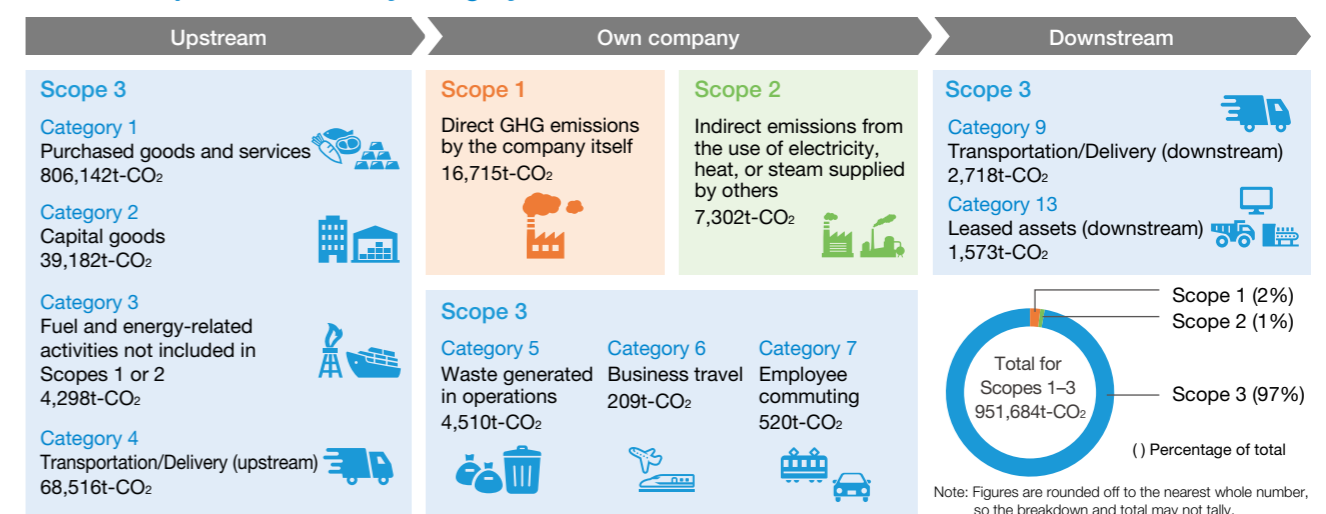 Upstream
Own company
Downstream
Scope 3
Category 1
Purchased goods and services
806,142t-CO₂
Category 2
Capital goods
39,182t-CO₂
Category 3
Fuel and energy-related
activities not included in
Scopes 1 or 2
4,298t-CO₂
Category 4
Transportation/Delivery (upstream)
68,516t-CO₂
Scope 1
Direct GHG emissions
by the company itself
16,715t-CO₂
Scope 2
Indirect emissions from
the use of electricity,
heat, or steam supplied
by others
7,302t-CO₂
Scope 3
Category 5
Waste generated
in operations
4,510t-CO₂
Category 6
Business travel
209t-CO₂
Category 7
Employee
commuting
520t-CO₂
Scope 3
Category 9
Transportation/Delivery (downstream)
2,718t-CO₂
Category 13
Leased assets (downstream)
1,573t-CO₂
Scope 1 (2%)
Scope 2 (1%)
Total for
Scopes 1–3
951,684t-CO₂
Scope 3 (97%)
( ) Percentage of total
Note: Figures are rounded off to the nearest whole number,
so the breakdown and total may not tally.